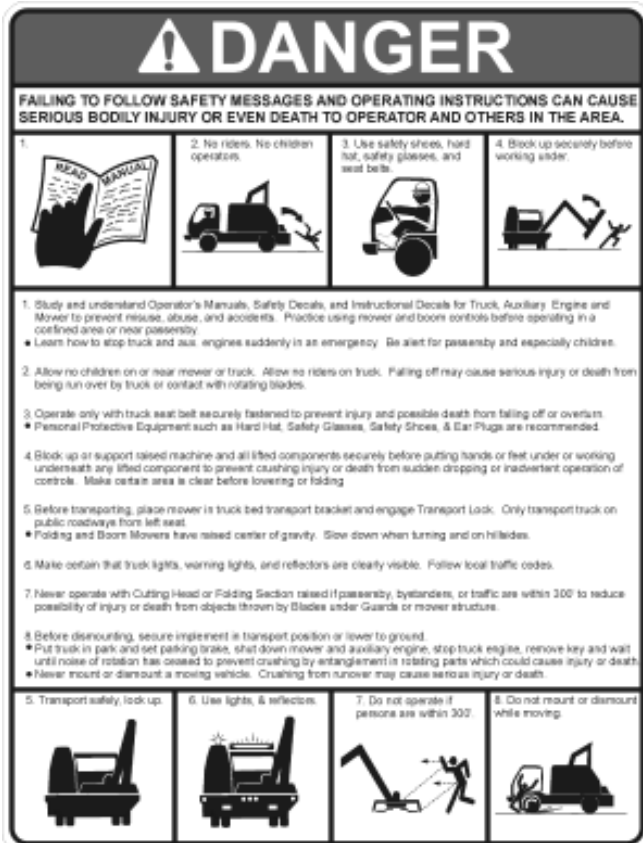 DANGER
FAILING TO FOLLOW SAFETY MESSAGES AND OPERATING INSTRUCTIONS CAN CAUSE
SERIOUS BODILY INJURY OR EVEN DEATH TO OPERATOR AND OTHERS IN THE AREA.
1.
READ MANUAL
2. No riders. No children
operators.
3. Use safety shoes, hard
hat, safety glasses, and
seat belts.
4. Block up securely before
working under.
1. Study and understand Operator's Manuals, Safety Decals, and Instructional Decals for Truck, Auxiliary Engine and
Mower to prevent misuse, abuse, and accidents. Practice using mower and boom controls before operating in a
confined area or near passersby.
• Learn how to stop truck and aux. engines suddenly in an emergency. Be alert for passersby and especially children.
2. Allow no children on or near mower or truck. Allow no riders on truck. Falling off may cause serious injury or death from
being run over by truck or contact with rotating blades.
3. Operate only with truck seat belt securely fastened to prevent injury and possible death from falling off or overturn.
• Personal Protective Equipment such as Hard Hat, Safety Glasses, Safety Shoes, & Ear Plugs are recommended.
4. Block up or support raised machine and all lifted components securely before putting hands or feet under or working
underneath any lifted component to prevent crushing injury or death from sudden dropping or inadvertent operation of
controls. Make certain area is clear before lowering or folding
5. Before transporting, place mower in truck bed transport bracket and engage Transport Lock. Only transport truck on
public roadways from left seat.
• Folding and Boom Mowers have raised center of gravity. Slow down when turning and on hillsides.
6. Make certain that truck lights, warning lights, and reflectors are clearly visible. Follow local traffic codes.
7. Never operate with Cutting Head or Folding Section raised if passersby, bystanders, or traffic are within 300' to reduce
possibility of injury or death from objects thrown by Blades under Guards or mower structure.
8. Before dismounting, secure implement in transport position or lower to ground.
• Put truck in park and set parking brake, shut down mower and auxiliary engine, stop truck engine, remove key and wait
until noise of rotation has ceased to prevent crushing by entanglement in rotating parts which could cause injury or death
• Never mount or dismount a moving vehicle. Crushing from runover may cause serious injury or death.
5. Transport safely, lock up.
6. Use lights, & reflectors.
7. Do not operate if
persons are within 300'.
8. Do not mount or dismount
while moving.